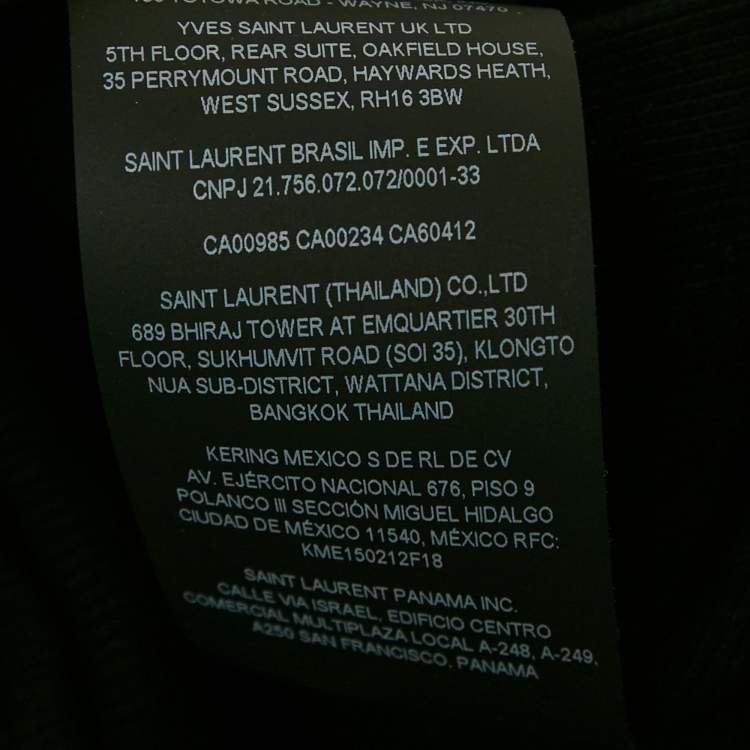 TOTOWA ROAD - WAYNE, NJ 07470
YVES SAINT LAURENT UK LTD
5TH FLOOR, REAR SUITE, OAKFIELD HOUSE,
35 PERRYMOUNT ROAD, HAYWARDS HEATH,
WEST SUSSEX, RH16 3BW
SAINT LAURENT BRASIL IMP. E EXP. LTDA
CNPJ 21.756.072.072/0001-33
CA00985 CA00234 CA60412
SAINT LAURENT (THAILAND) CO.,LTD
689 BHIRAJ TOWER AT EMQUARTIER 30TH
FLOOR, SUKHUMVIT ROAD (SOI 35), KLONGTO
NUA SUB-DISTRICT, WATTANA DISTRICT,
BANGKOK THAILAND
KERING MEXICO S DE RL DE CV
AV. EJÉRCITO NACIONAL 676, PISO 9
POLANCO III SECCIÓN MIGUEL HIDALGO
CIUDAD DE MÉXICO 11540, MÉXICO RFC:
KME150212F18
SAINT LAURENT PANAMA INC.
CALLE VIA ISRAEL, EDIFICIO CENTRO
COMERCIAL MULTIPLAZA LOCAL A-248, A-249,
A250 SAN FRANCISCO, PANAMA